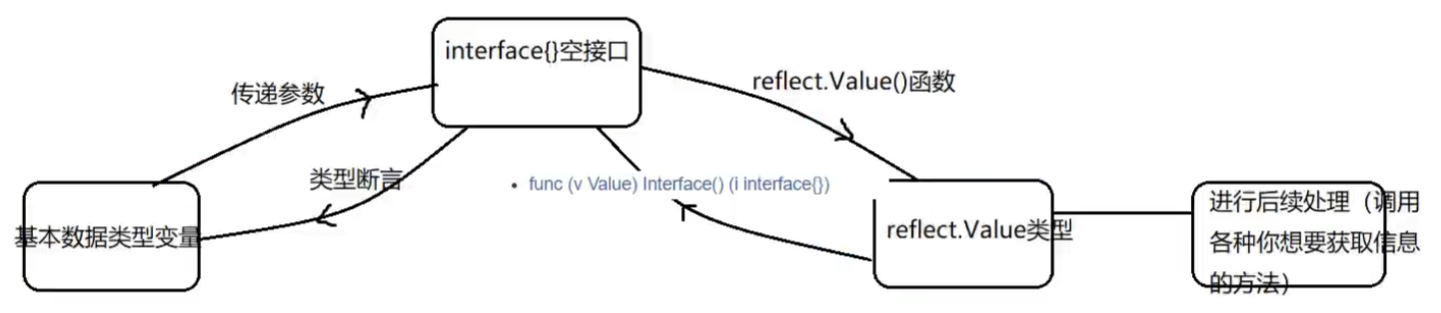 interface{}空接口
reflect.Value()函数
传递参数
类型断言
• func (v Value) Interface() (i interface{})
基本数据类型变量
reflect.Value类型
进行后续处理（调用
各种你想要获取信息
的方法）